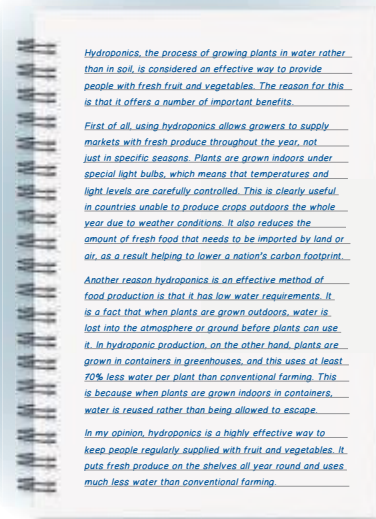 Hydroponics, the process of growing plants in water rather
than in soil, is considered an effective way to provide
people with fresh fruit and vegetables. The reason for this
is that it offers a number of important benefits.
First of all, using hydroponics allows growers to supply
markets with fresh produce throughout the year, not
just in specific seasons. Plants are grown indoors under
special light bulbs, which means that temperatures and
light levels are carefully controlled. This is clearly useful
in countries unable to produce crops outdoors the whole
year due to weather conditions. It also reduces the
amount of fresh food that needs to be imported by land or
air, as a result helping to lower a nation's carbon footprint.
Another reason hydroponics is an effective method of
food production is that it has low water requirements. It
is a fact that when plants are grown outdoors, water is
lost into the atmosphere or ground before plants can use
it. In hydroponic production, on the other hand, plants are
grown in containers in greenhouses, and this uses at least
70% less water per plant than conventional farming. This
is because when plants are grown indoors in containers,
water is reused rather than being allowed to escape.
In my opinion, hydroponics is a highly effective way to
keep people regularly supplied with fruit and vegetables. It
puts fresh produce on the shelves all year round and uses
much less water than conventional farming.